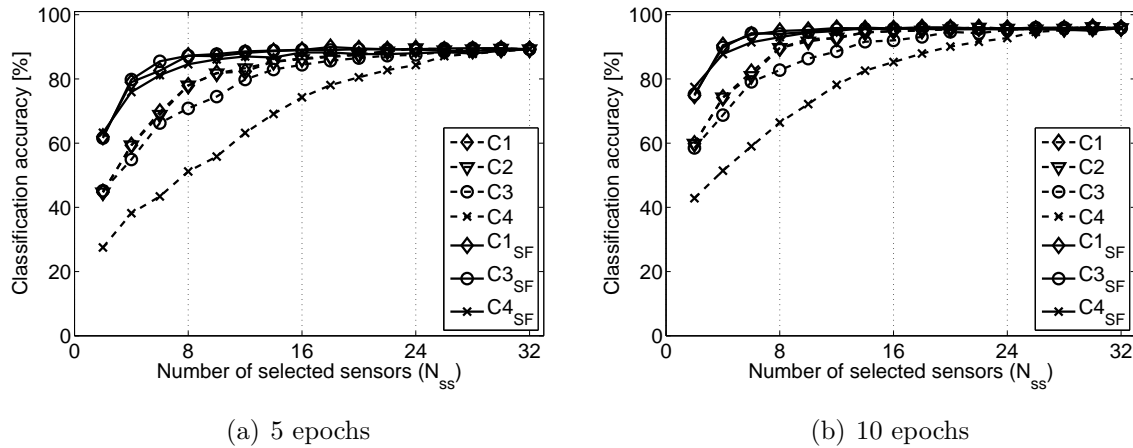 100
80
60
40
20
0
Classification accuracy [%]
0 8 16 24 32
Number of selected sensors (N_ss)
C1
C2
C3
C4
C1_SF
C3_SF
C4_SF
(a) 5 epochs
100
80
60
40
20
0
Classification accuracy [%]
0 8 16 24 32
Number of selected sensors (N_ss)
C1
C2
C3
C4
C1_SF
C3_SF
C4_SF
(b) 10 epochs